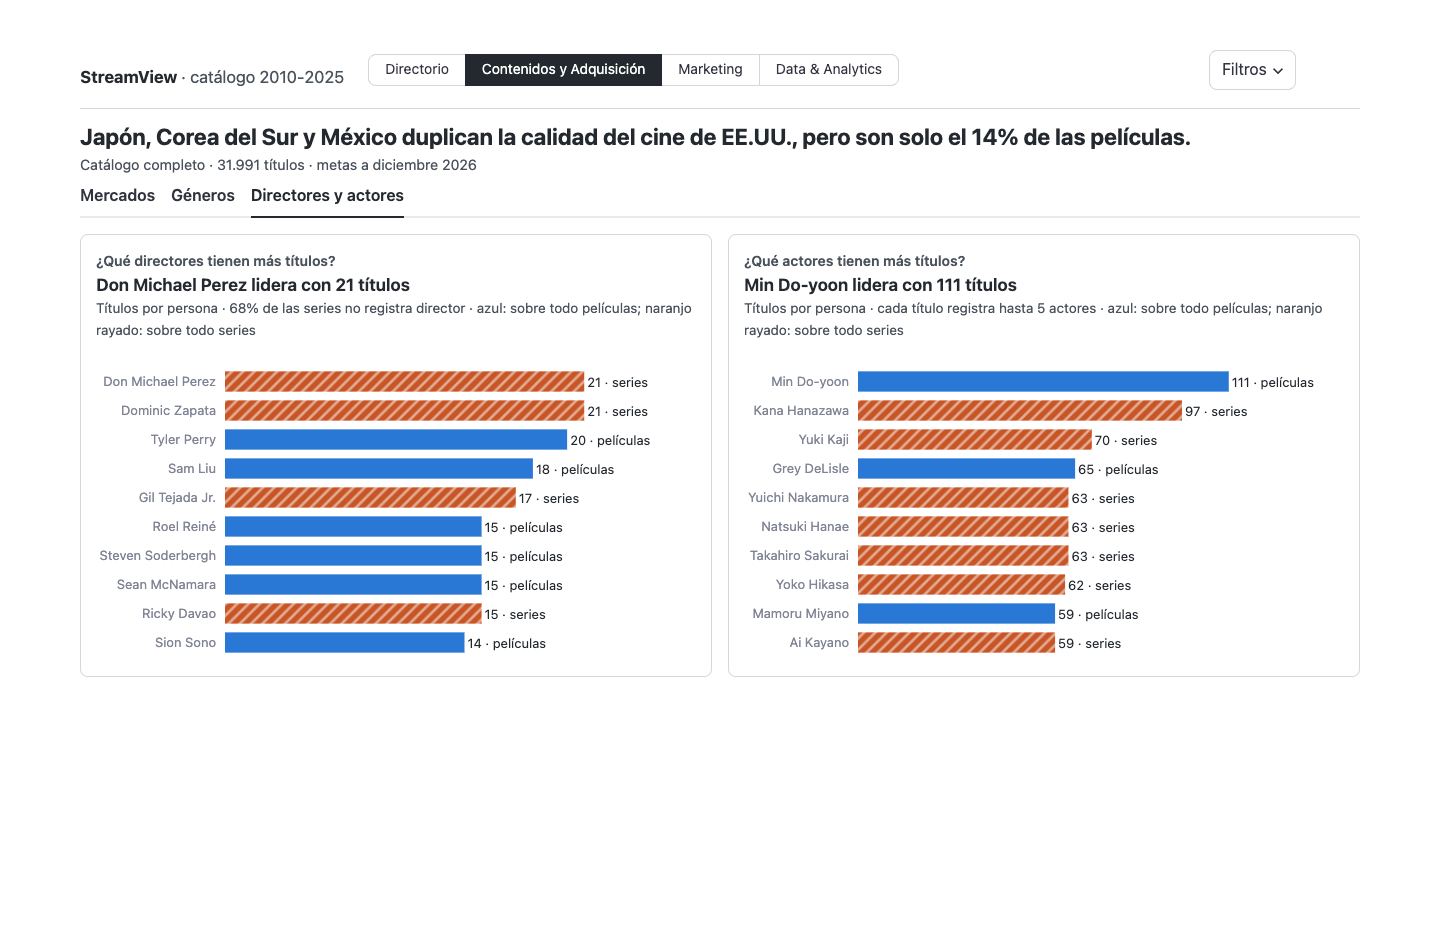 StreamView · catálogo 2010-2025
Directorio
Contenidos y Adquisición
Marketing
Data & Analytics
Filtros
Japón, Corea del Sur y México duplican la calidad del cine de EE.UU., pero son solo el 14% de las películas.
Catálogo completo · 31.991 títulos · metas a diciembre 2026
Mercados
Géneros
Directores y actores
¿Qué directores tienen más títulos?
Don Michael Perez lidera con 21 títulos
Títulos por persona · 68% de las series no registra director · azul: sobre todo películas; naranjo
rayado: sobre todo series
Don Michael Perez 21 · series
Dominic Zapata 21 · series
Tyler Perry 20 · películas
Sam Liu 18 · películas
Gil Tejada Jr. 17 · series
Roel Reiné 15 · películas
Steven Soderbergh 15 · películas
Sean McNamara 15 · películas
Ricky Davao 15 · series
Sion Sono 14 · películas
¿Qué actores tienen más títulos?
Min Do-yoon lidera con 111 títulos
Títulos por persona · cada título registra hasta 5 actores · azul: sobre todo películas; naranjo
rayado: sobre todo series
Min Do-yoon 111 · películas
Kana Hanazawa 97 · series
Yuki Kaji 70 · series
Grey DeLisle 65 · películas
Yuichi Nakamura 63 · series
Natsuki Hanae 63 · series
Takahiro Sakurai 63 · series
Yoko Hikasa 62 · series
Mamoru Miyano 59 · películas
Ai Kayano 59 · series